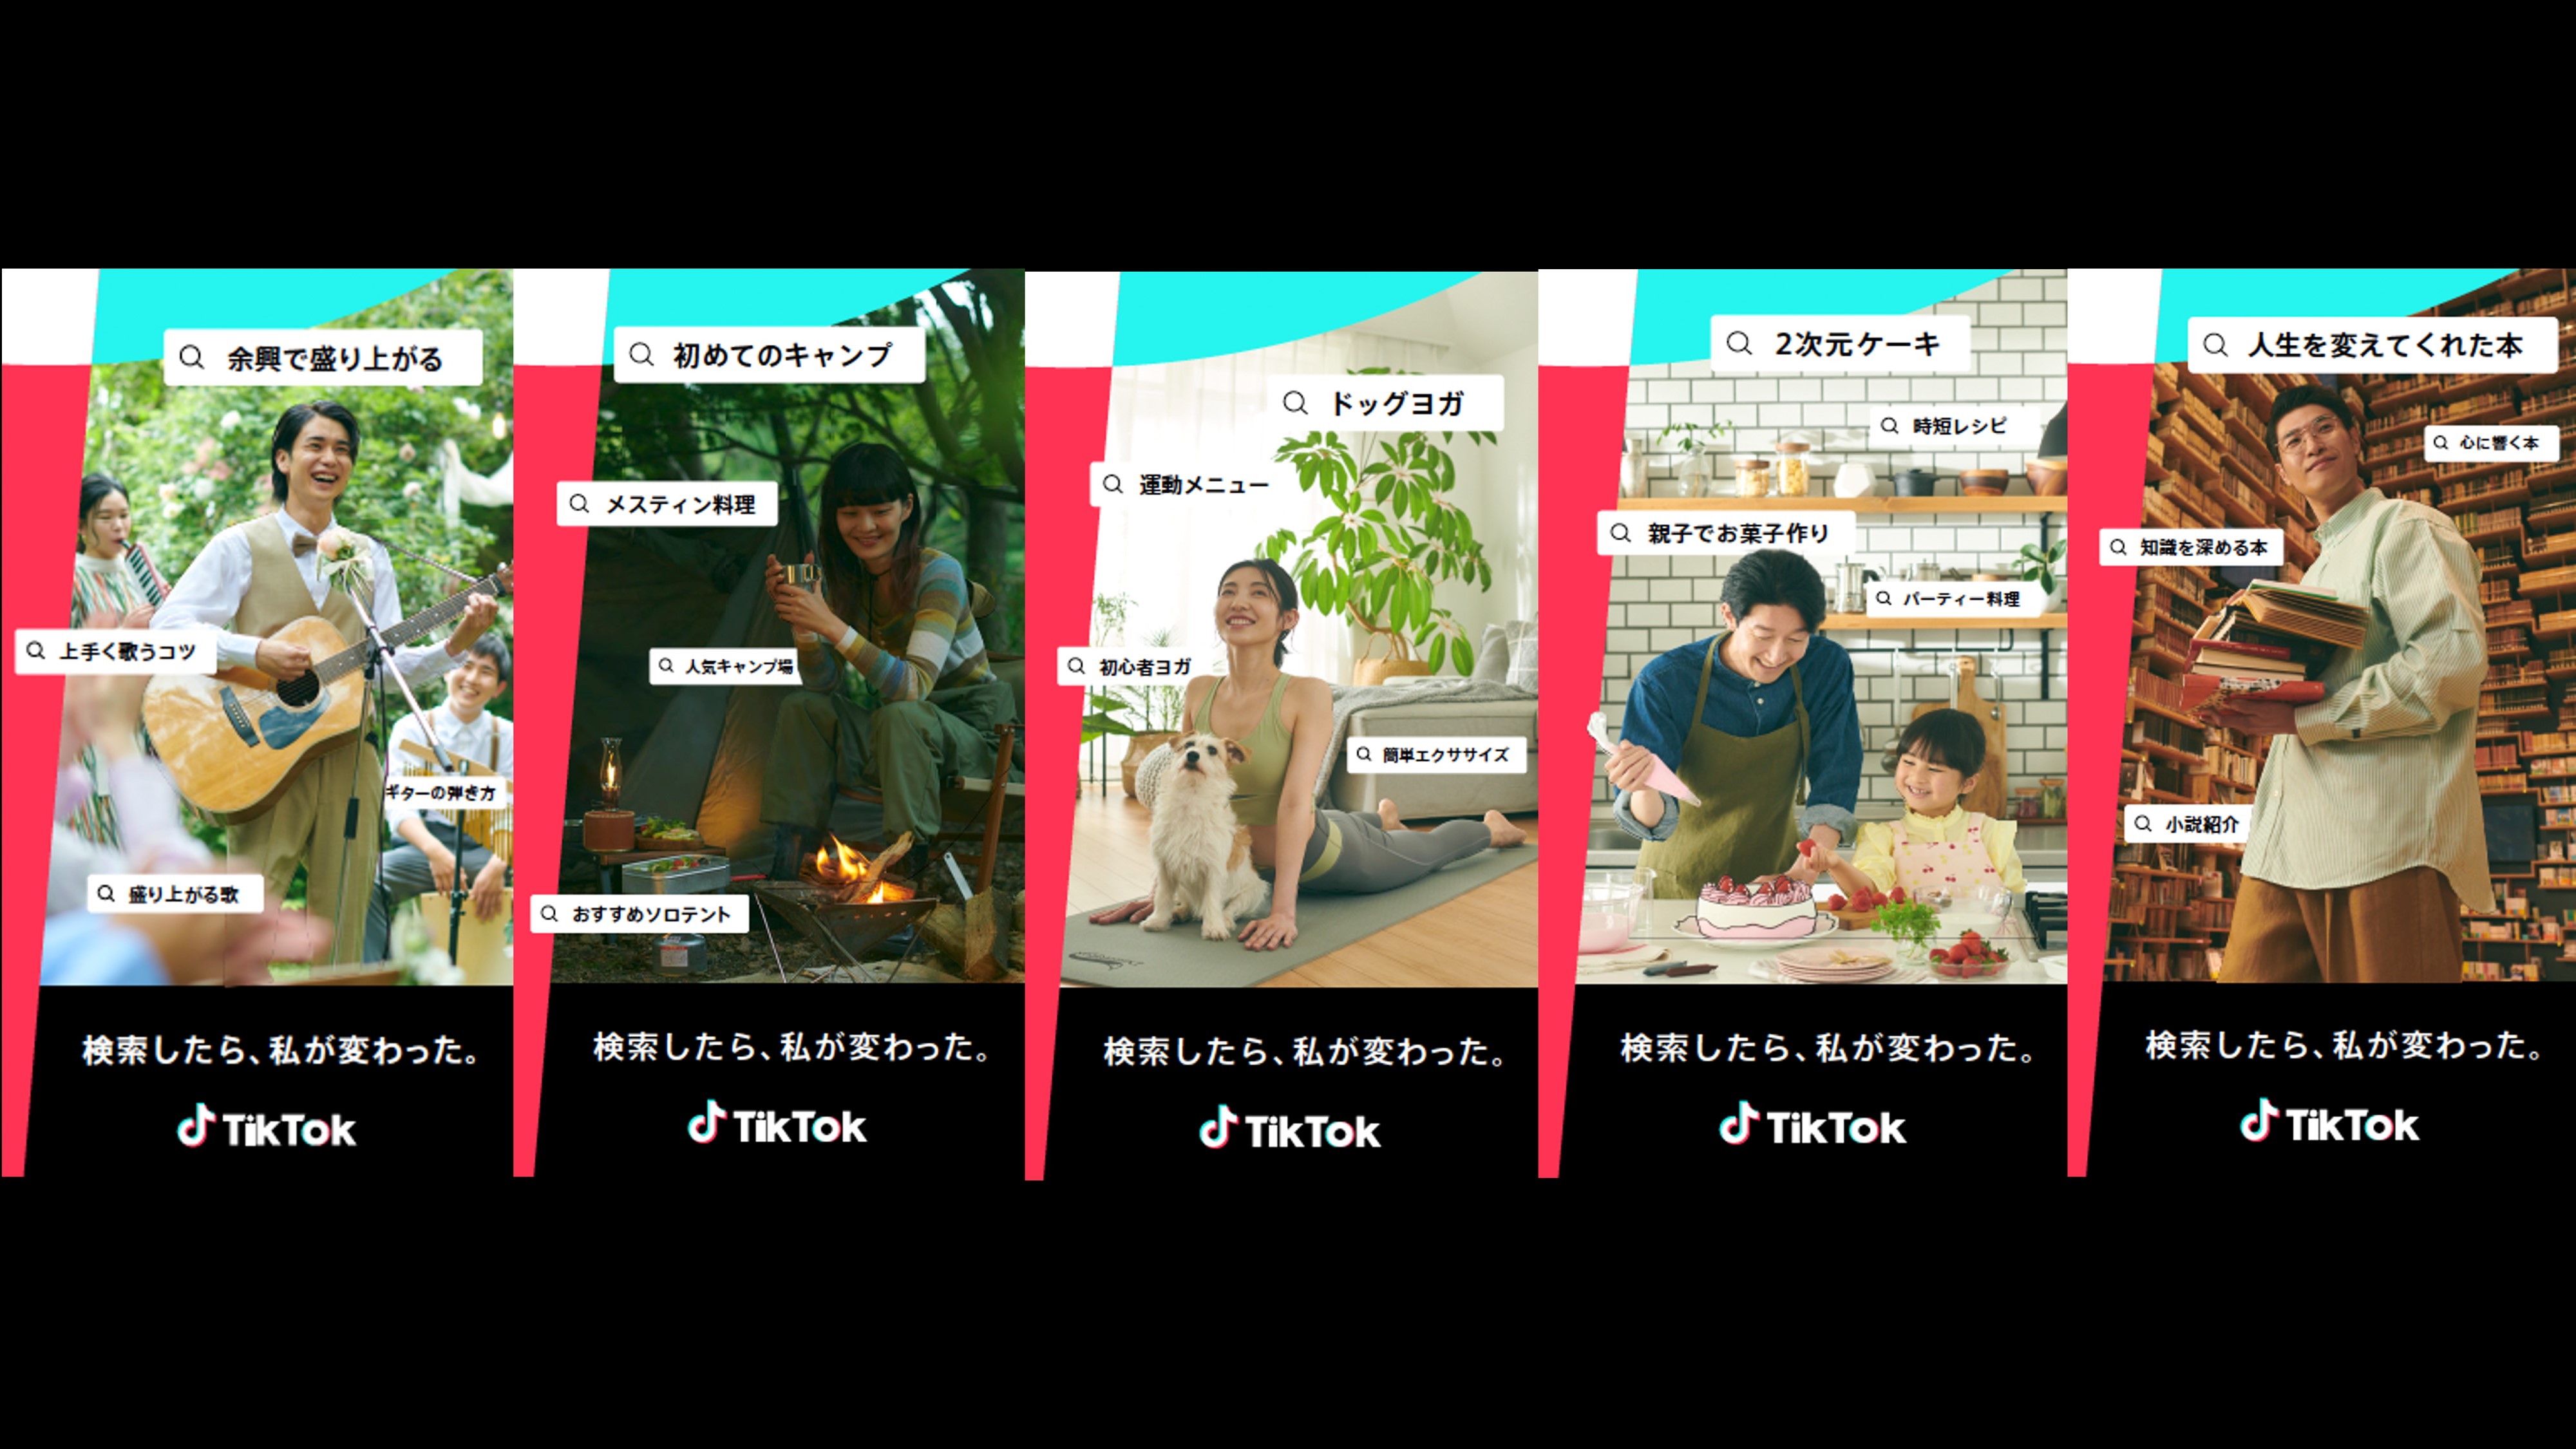 余興で盛り上がる
上手く歌うコツ
ギターの弾き方
盛り上がる歌
検索したら、私が変わった。
TikTok
初めてのキャンプ
メスティン料理
人気キャンプ場
おすすめソロテント
検索したら、私が変わった。
TikTok
ドッグヨガ
運動メニュー
初心者ヨガ
簡単エクササイズ
検索したら、私が変わった。
TikTok
2次元ケーキ
時短レシピ
親子でお菓子作り
パーティー料理
検索したら、私が変わった。
TikTok
人生を変えてくれた本
心に響く本
知識を深める本
小説紹介
検索したら、私が変わった。
TikTok